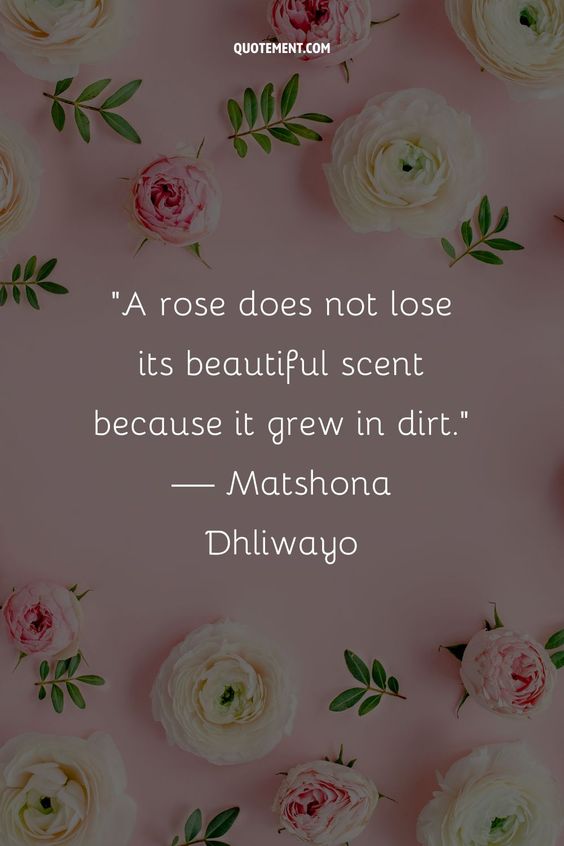 QUOTEMENT.COM
"A rose does not lose
its beautiful scent
because it grew in dirt."
— Matshona
Dhliwayo